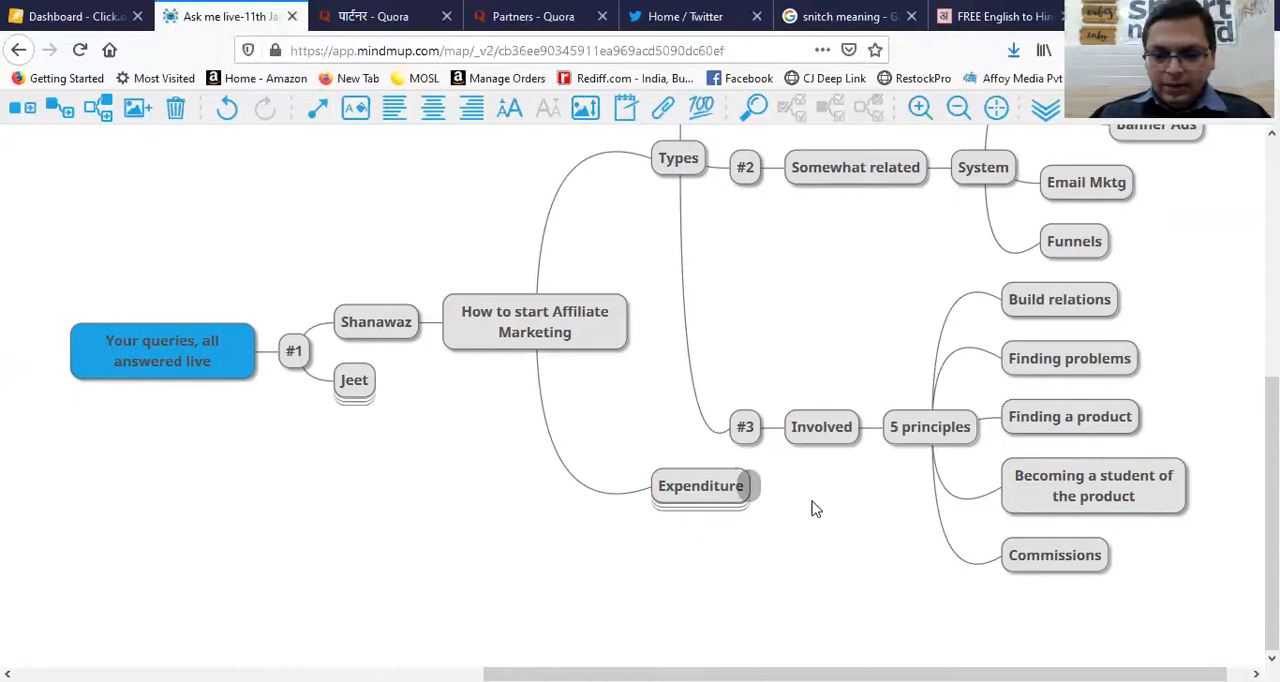 Dashboard - Click.o
Ask me live-11th Ja
पार्टनर - Quora
Partners - Quora
Home / Twitter
snitch meaning - G
FREE English to Hin
https://app.mindmup.com/map/_v2/cb36ee90345911ea969acd5090dc60ef
Getting Started
Most Visited
Home - Amazon
New Tab
MOSL
Manage Orders
Rediff.com - India, Bu...
Facebook
CJ Deep Link
RestockPro
Affoy Media Pvt
100
Banner Ads
Types
#2
Somewhat related
System
Email Mktg
Funnels
Your queries, all
answered live
#1
Shanawaz
Jeet
How to start Affiliate
Marketing
#3
Involved
5 principles
Build relations
Finding problems
Finding a product
Becoming a student of
the product
Commissions
Expenditure